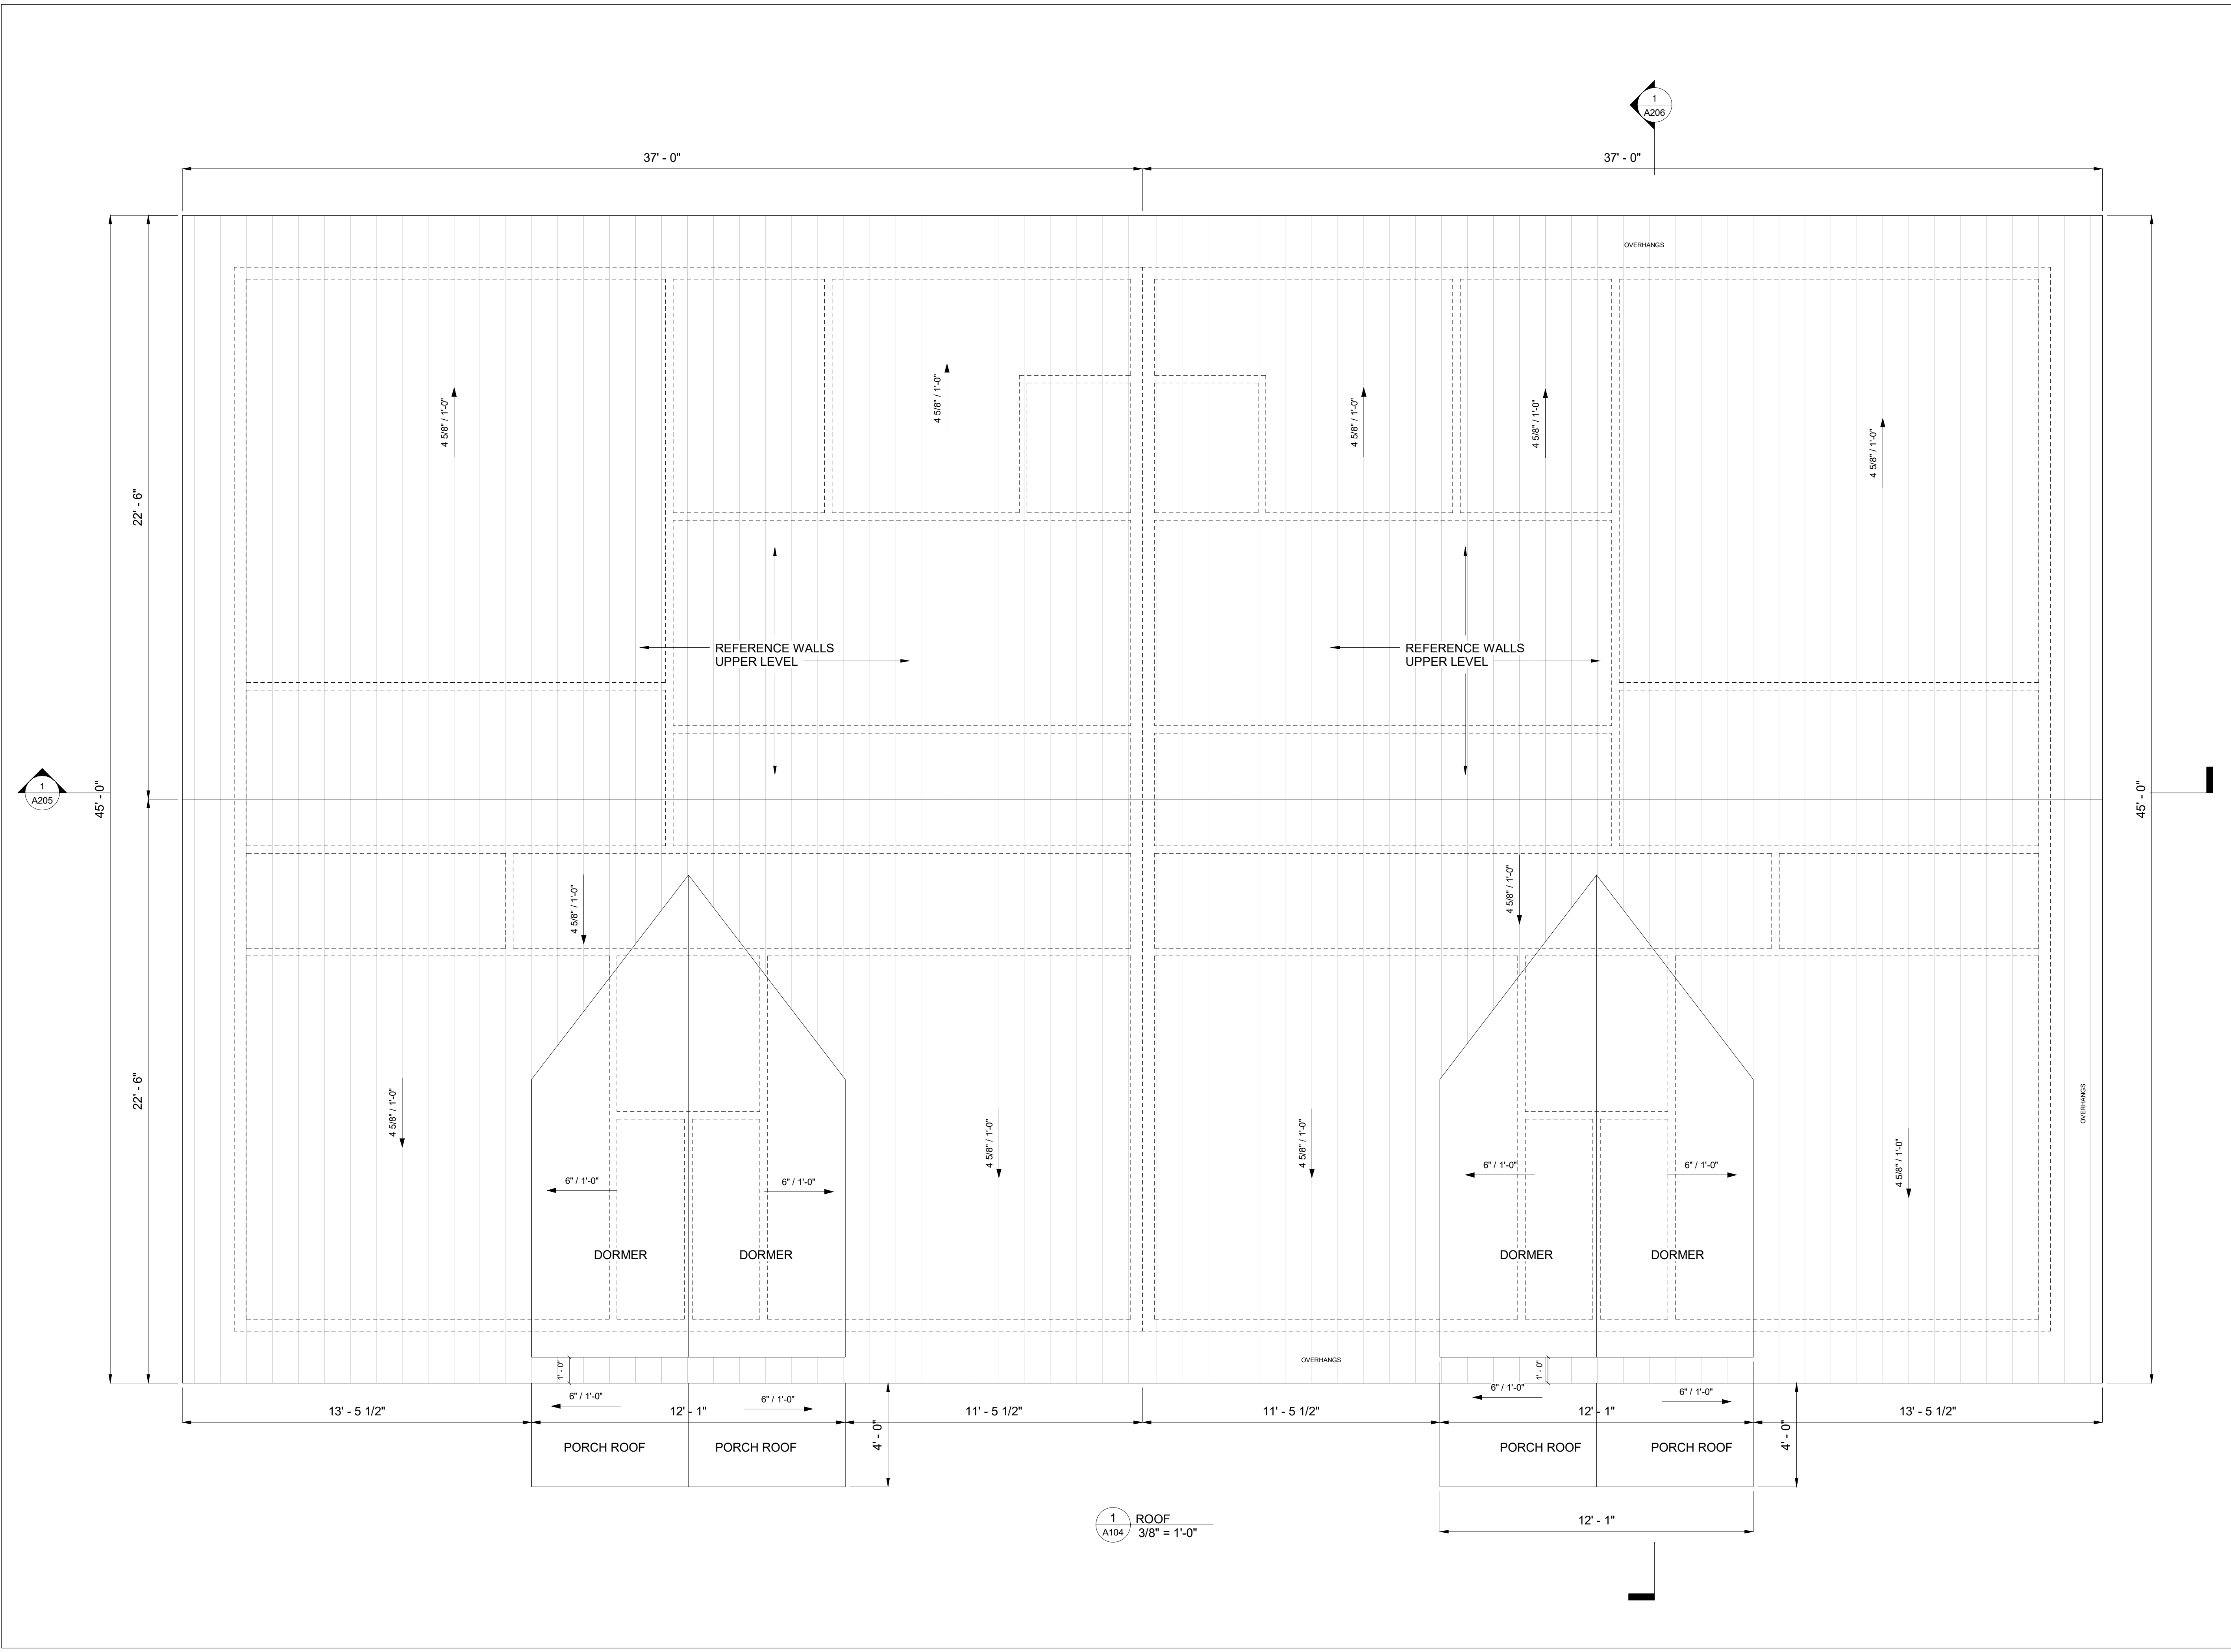 1
A206
37' - 0"
37' - 0"
OVERHANGS
4 5/8" / 1'-0"
4 5/8" / 1'-0"
4 5/8" / 1'-0"
4 5/8" / 1'-0"
4 5/8" / 1'-0"
22' - 6"
REFERENCE WALLS
UPPER LEVEL
REFERENCE WALLS
UPPER LEVEL
1
A205
45' - 0"
45' - 0"
4 5/8" / 1'-0"
4 5/8" / 1'-0"
22' - 6"
4 5/8" / 1'-0"
4 5/8" / 1'-0"
4 5/8" / 1'-0"
4 5/8" / 1'-0"
OVERHANGS
6" / 1'-0"
6" / 1'-0"
6" / 1'-0"
6" / 1'-0"
DORMER
DORMER
DORMER
DORMER
1' - 0"
OVERHANGS
1' - 0"
6" / 1'-0"
6" / 1'-0"
6" / 1'-0"
6" / 1'-0"
13' - 5 1/2"
12' - 1"
11' - 5 1/2"
11' - 5 1/2"
12' - 1"
13' - 5 1/2"
PORCH ROOF
PORCH ROOF
4' - 0"
PORCH ROOF
PORCH ROOF
4' - 0"
1
A104
ROOF
3/8" = 1'-0"
12' - 1"